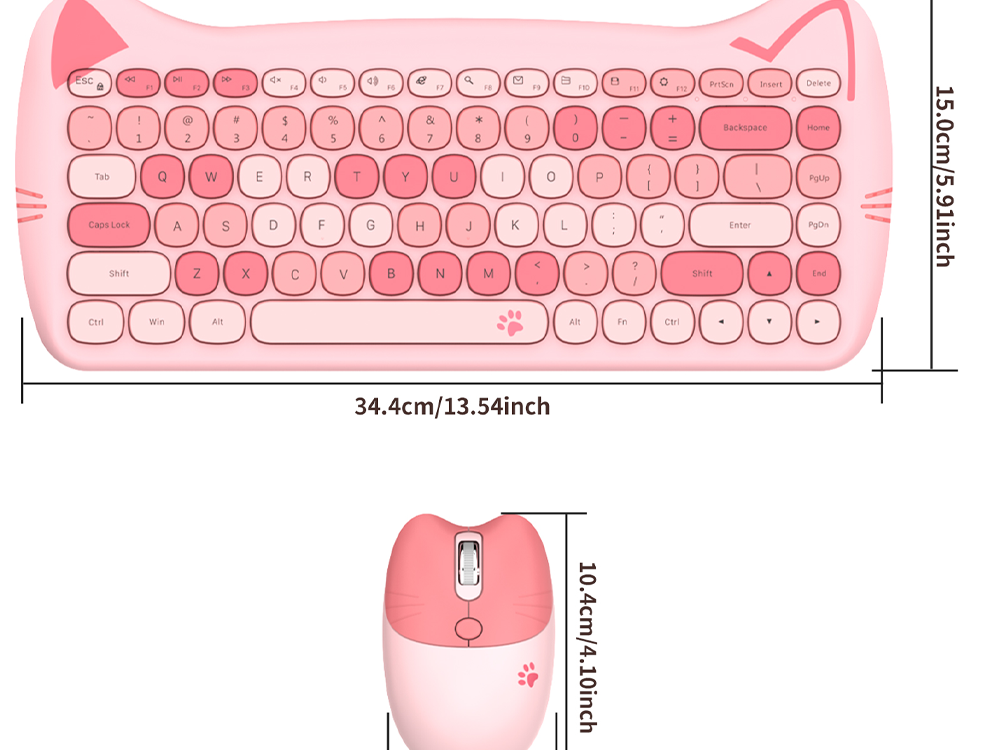 Esc F1 F2 F3 F4 F5 F6 F7 F8 F9 F10 F11 F12 PrtScn Insert Delete
~ ! @ # $ % ^ & * ( ) — +
. 1 2 3 4 5 6 7 8 9 0 – = Backspace Home
Tab Q W E R T Y U I O P { [ } ] | \ PgUp
Caps Lock A S D F G H J K L : ; " , Enter PgDn
Shift Z X C V B N M < , > . ? / Shift ▲ End
Ctrl Win Alt Alt Fn Ctrl ◄ ▼ ►
15.0cm/5.91inch
34.4cm/13.54inch
10.4cm/4.10inch